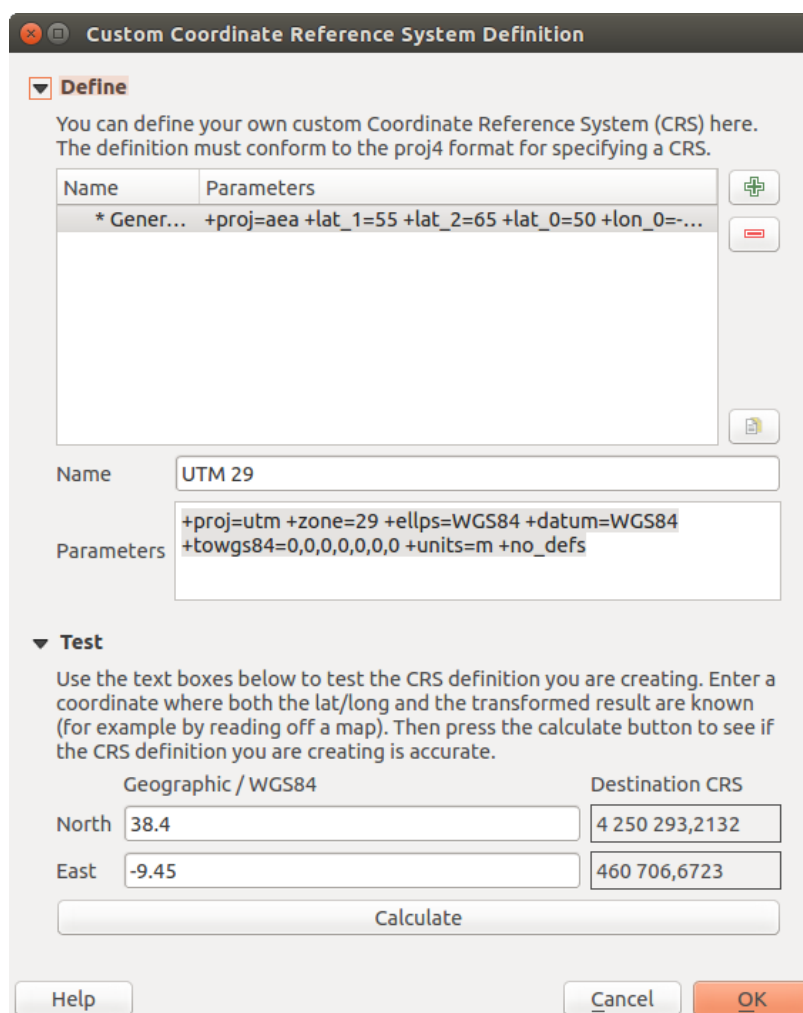 Custom Coordinate Reference System Definition
Define
You can define your own custom Coordinate Reference System (CRS) here.
The definition must conform to the proj4 format for specifying a CRS.
Name Parameters
* Gener... +proj=aea +lat_1=55 +lat_2=65 +lat_0=50 +lon_0=-...
Name UTM 29
+proj=utm +zone=29 +ellps=WGS84 +datum=WGS84
Parameters +towgs84=0,0,0,0,0,0,0 +units=m +no_defs
Test
Use the text boxes below to test the CRS definition you are creating. Enter a
coordinate where both the lat/long and the transformed result are known
(for example by reading off a map). Then press the calculate button to see if
the CRS definition you are creating is accurate.
Geographic / WGS84 Destination CRS
North 38.4 4 250 293,2132
East -9.45 460 706,6723
Calculate
Help Cancel OK